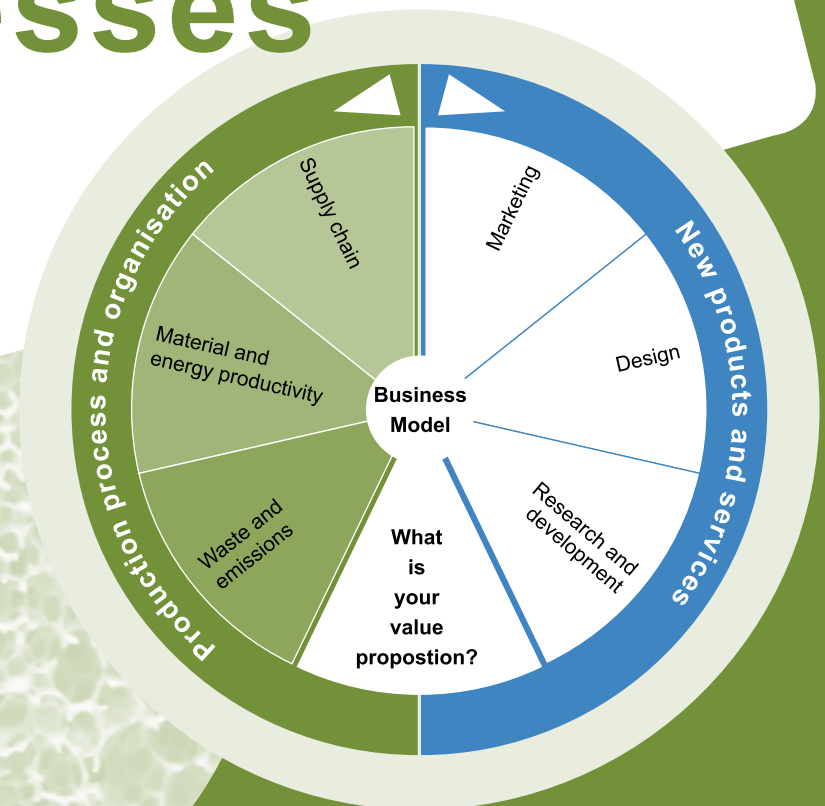 esses
Production process and organisation
New products and services
Supply chain
Marketing
Material and
energy productivity
Design
Business
Model
Waste and
emissions
Research and
development
What
is
your
value
propostion?